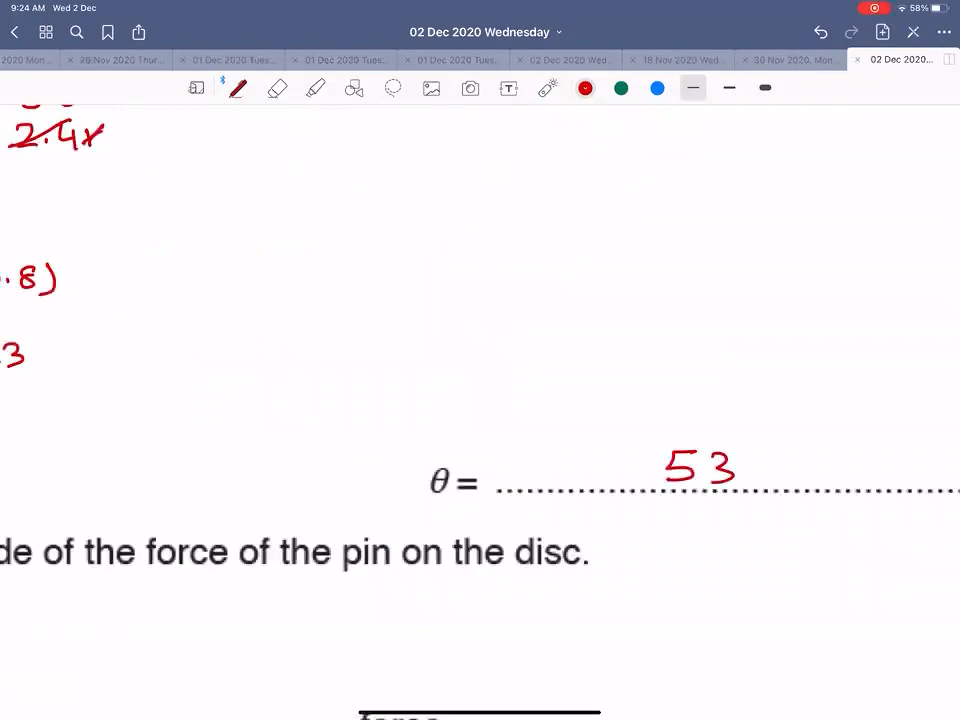 9:24 AM Wed 2 Dec
58%
02 Dec 2020 Wednesday
2020 Mon... 25 Nov 2020 Thur... 01 Dec 2020 Tues... 01 Dec 2020 Tues... 01 Dec 2020 Tues... 02 Dec 2020 Wed... 18 Nov 2020 Wed... 30 Nov 2020, Mon... 02 Dec 2020...
2.4x
.8)
3
θ = 53
de of the force of the pin on the disc.